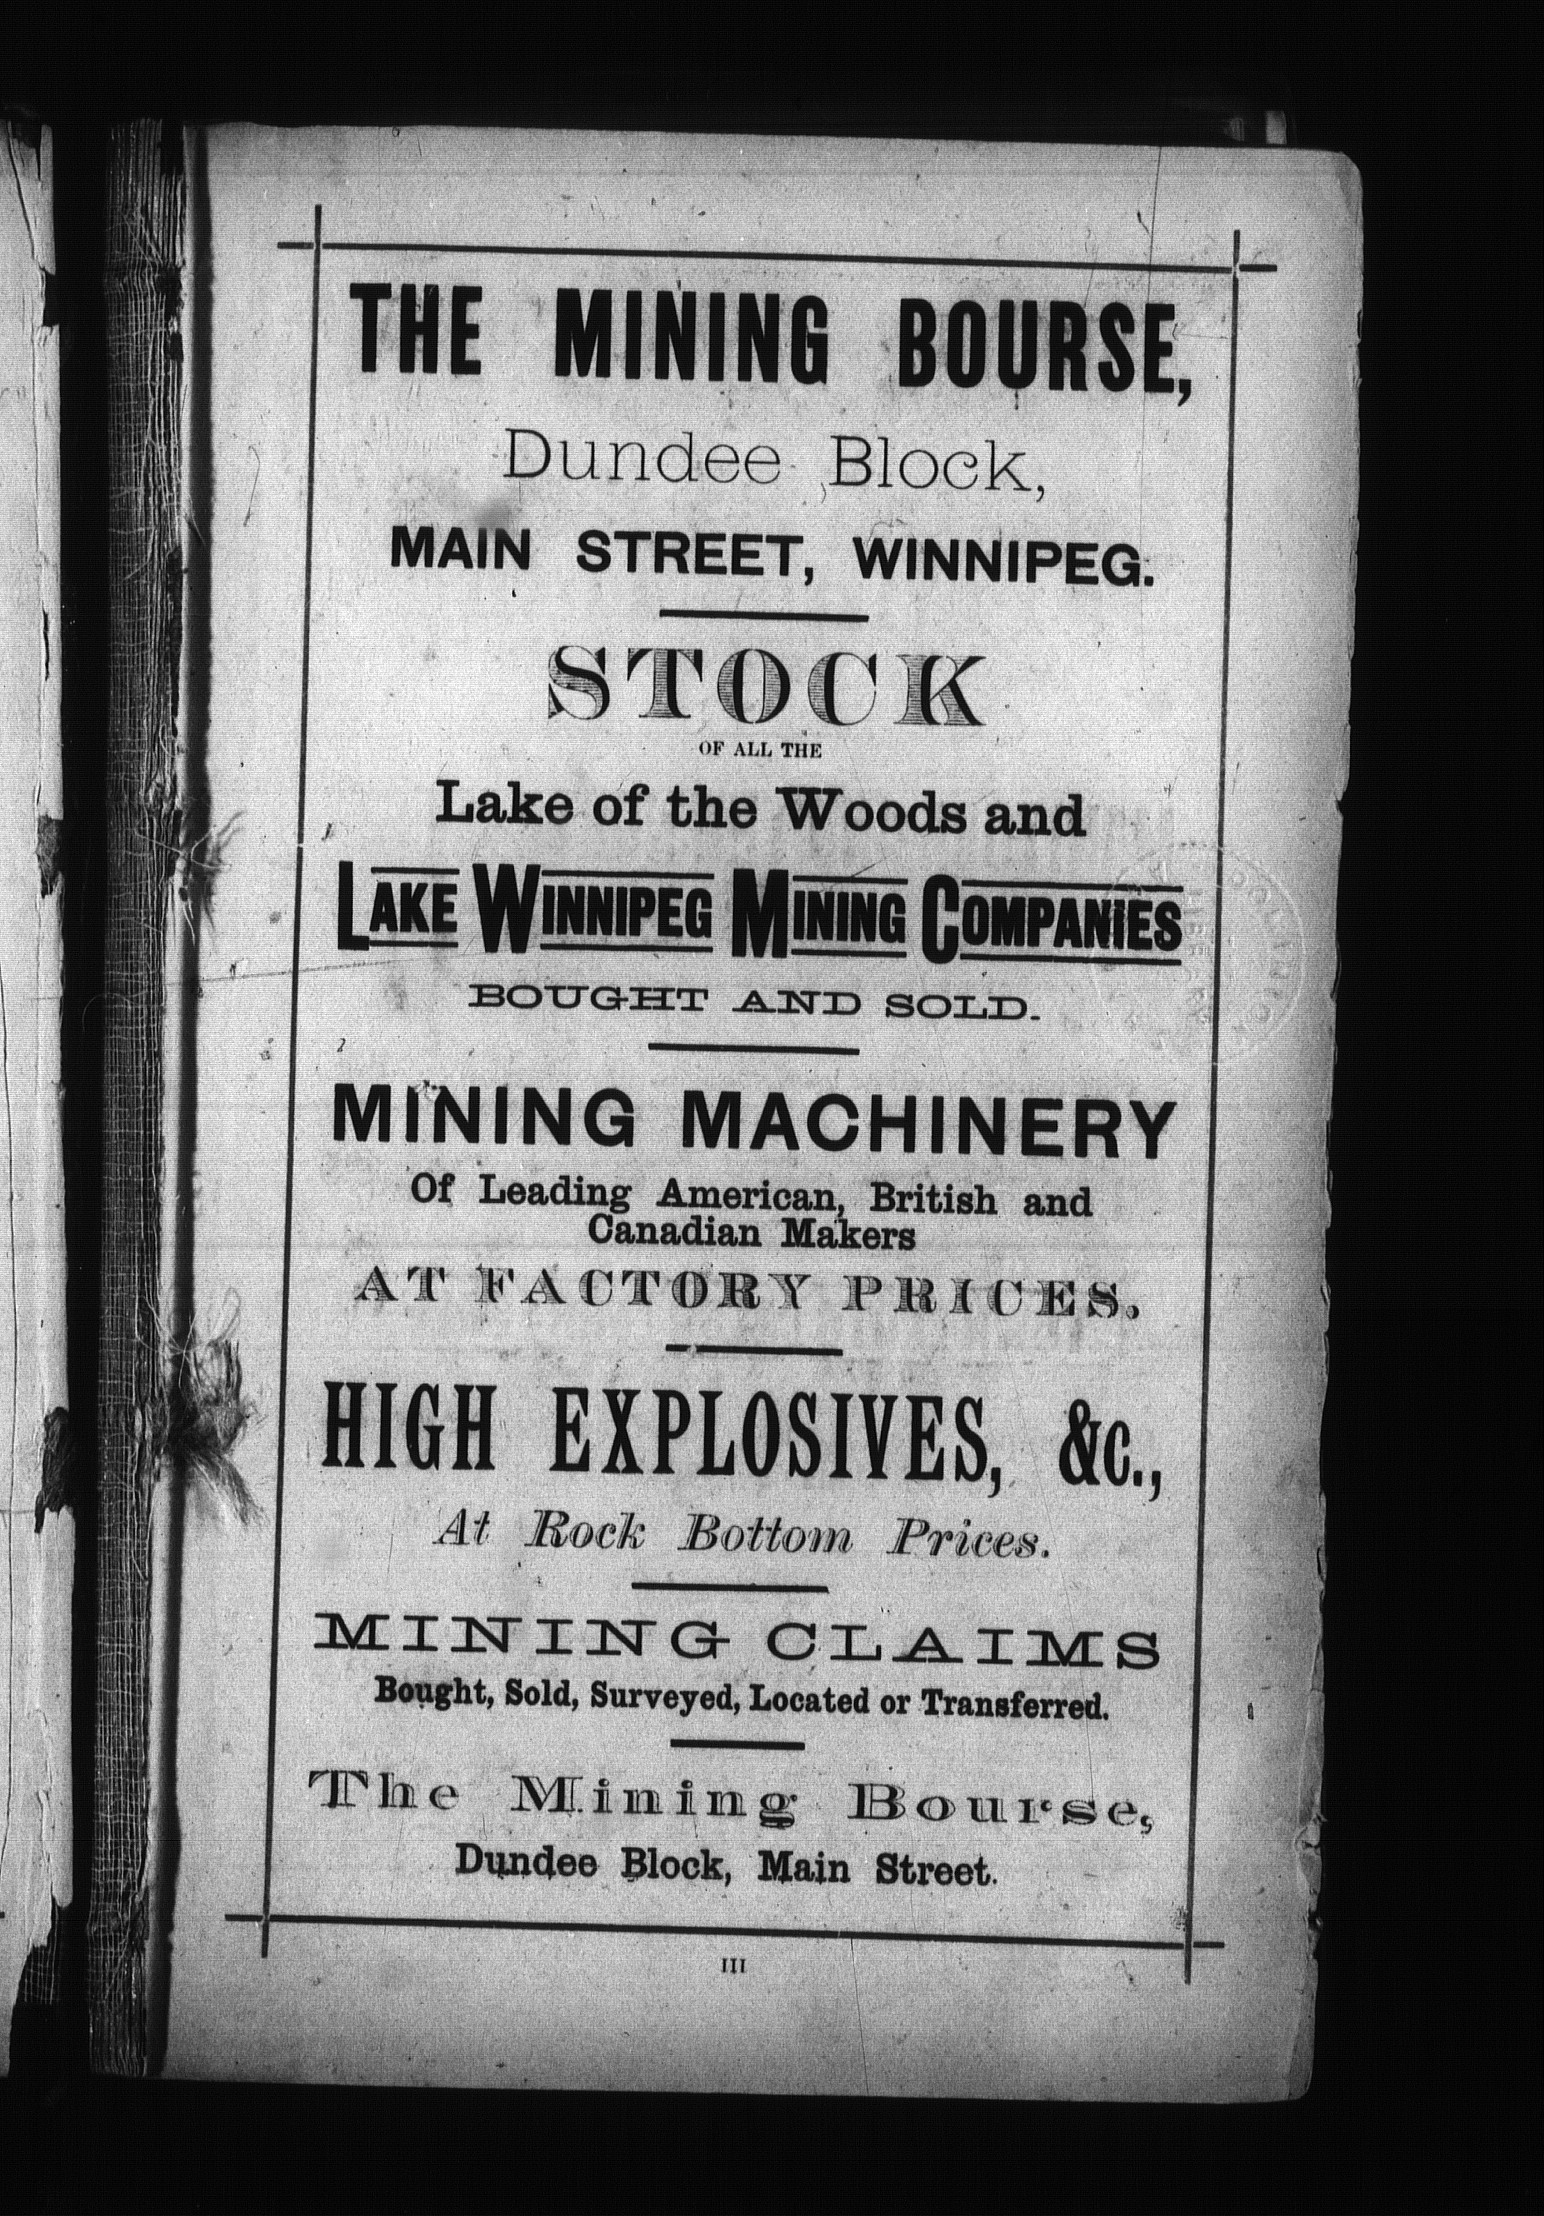 THE MINING BOURSE,
Dundee Block,
MAIN STREET, WINNIPEG.
STOCK
OF ALL THE
Lake of the Woods and
LAKE WINNIPEG MINING COMPANIES
BOUGHT AND SOLD.
MINING MACHINERY
Of Leading American, British and
Canadian Makers
AT FACTORY PRICES.
HIGH EXPLOSIVES, &C.,
At Rock Bottom Prices.
MINING CLAIMS
Bought, Sold, Surveyed, Located or Transferred.
The Mining Bourse,
Dundee Block, Main Street.
III